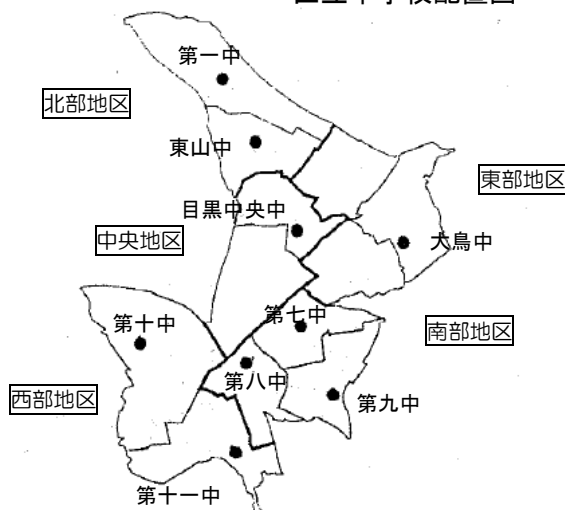 第一中
北部地区
東山中
東部地区
目黒中央中
中央地区
大鳥中
第七中
第十中
南部地区
第八中
西部地区
第九中
第十一中